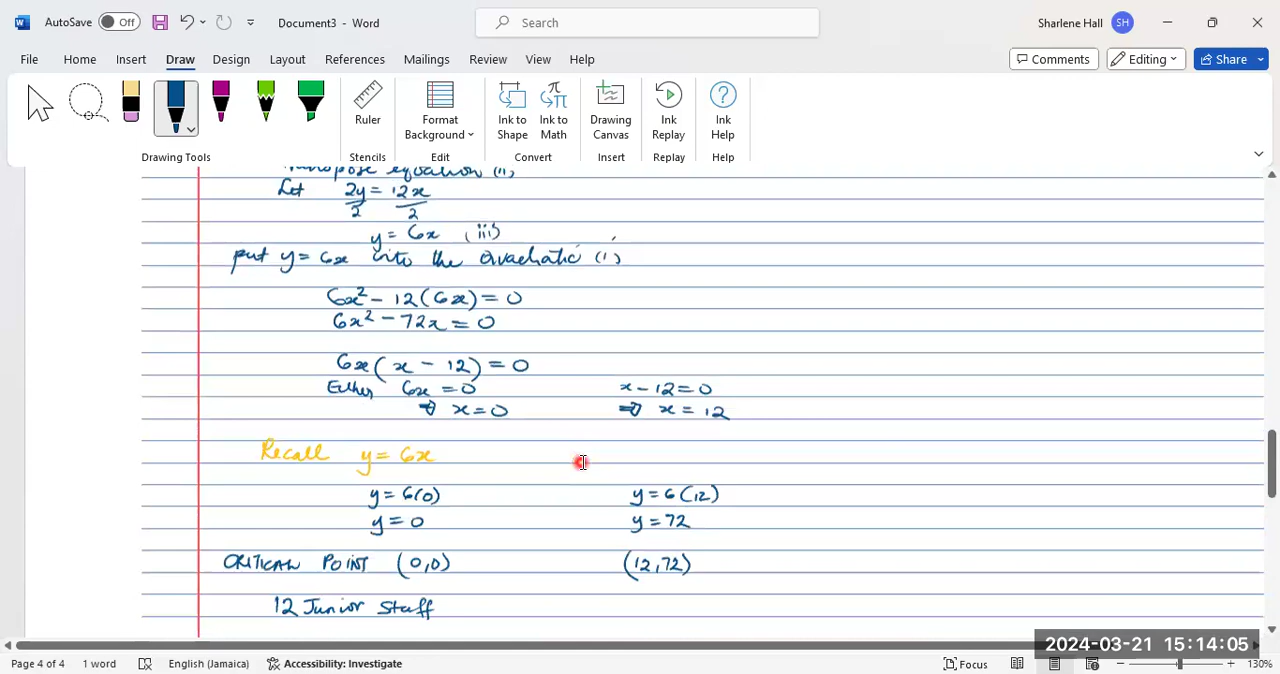 AutoSave Off Document3 - Word Search Sharlene Hall SH
File Home Insert Draw Design Layout References Mailings Review View Help Comments Editing Share
Ruler Format Background Ink to Shape Ink to Math Drawing Canvas Ink Replay Ink Help
Drawing Tools Stencils Edit Convert Insert Replay Help
Transpose equation (ii)
Let 2y/2 = 12x/2
y = 6x (iii)
put y = 6x into the quadratic (i)
6x² - 12(6x) = 0
6x² - 72x = 0
6x(x - 12) = 0
Either 6x = 0 x - 12 = 0
⇒ x = 0 ⇒ x = 12
Recall y = 6x
y = 6(0) y = 6(12)
y = 0 y = 72
CRITICAL POINT (0,0) (12,72)
12 Junior Staff
2024-03-21 15:14:05
Page 4 of 4 1 word English (Jamaica) Accessibility: Investigate Focus 130%